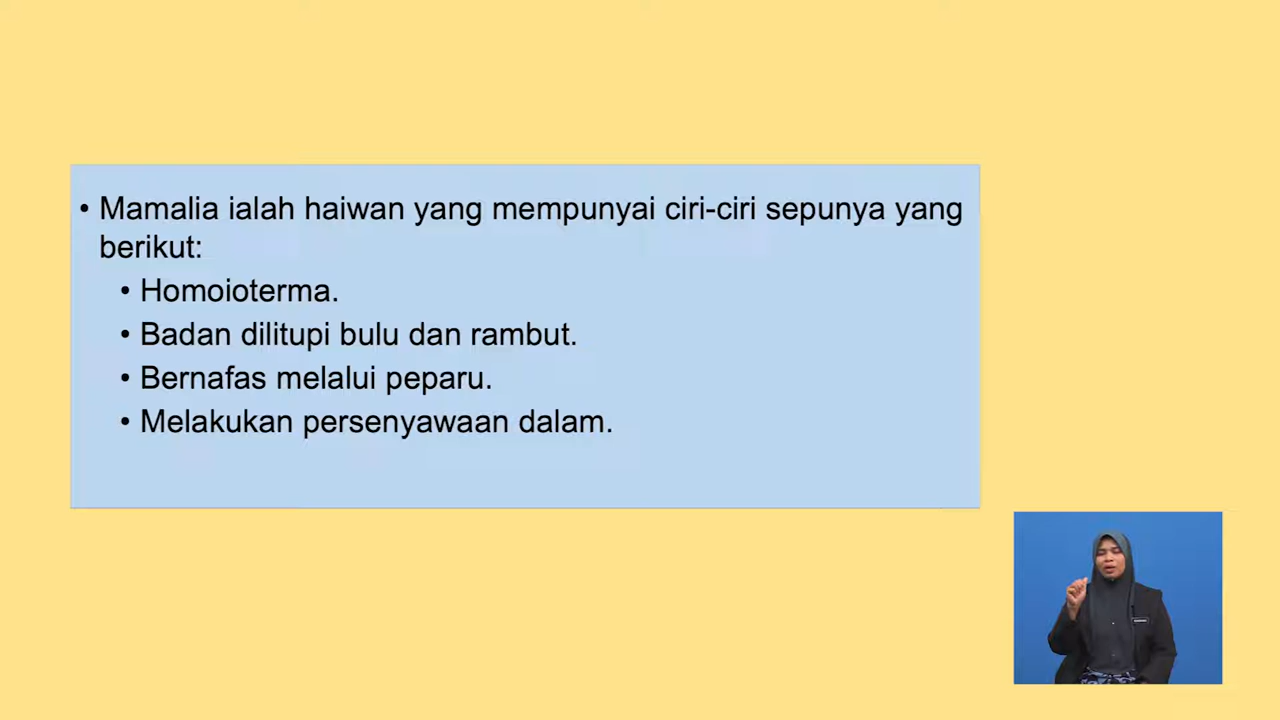 • Mamalia ialah haiwan yang mempunyai ciri-ciri sepunya yang
berikut:
• Homoioterma.
• Badan dilitupi bulu dan rambut.
• Bernafas melalui peparu.
• Melakukan persenyawaan dalam.